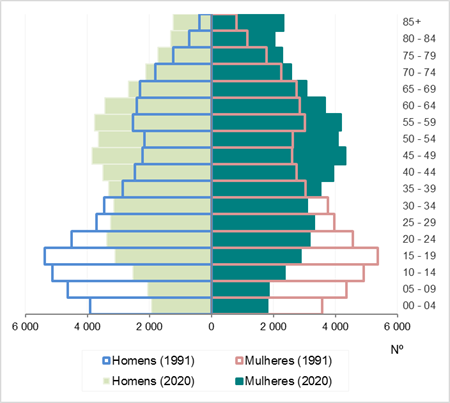 85+
80 - 84
75 - 79
70 - 74
65 - 69
60 - 64
55 - 59
50 - 54
45 - 49
40 - 44
35 - 39
30 - 34
25 - 29
20 - 24
15 - 19
10 - 14
05 - 09
00 - 04
6 000 4 000 2 000 0 2 000 4 000 6 000
Nº
Homens (1991) Mulheres (1991)
Homens (2020) Mulheres (2020)